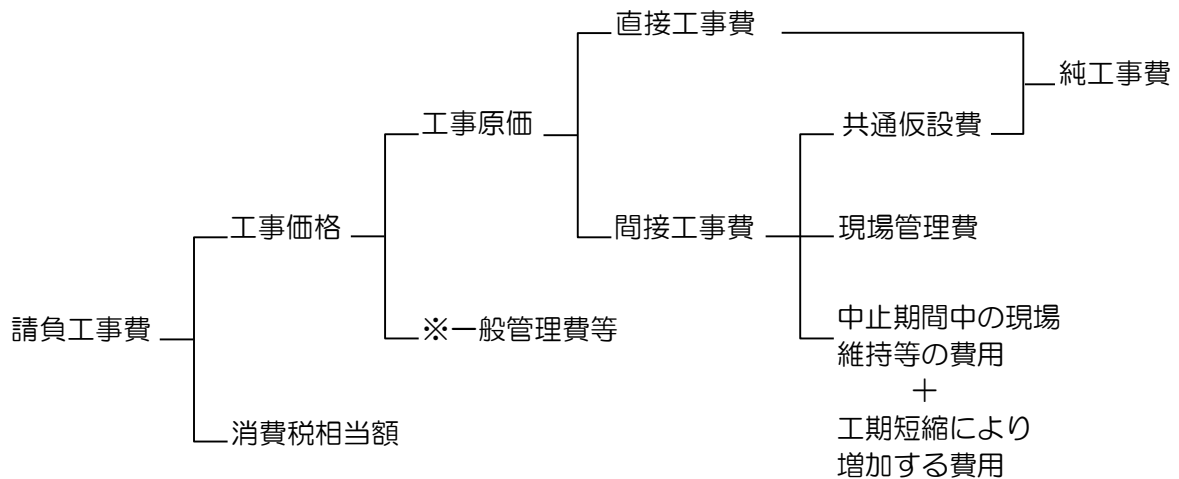 直接工事費
純工事費
工事原価
共通仮設費
工事価格
間接工事費
現場管理費
請負工事費
※一般管理費等
中止期間中の現場
維持等の費用
＋
消費税相当額
工期短縮により
増加する費用